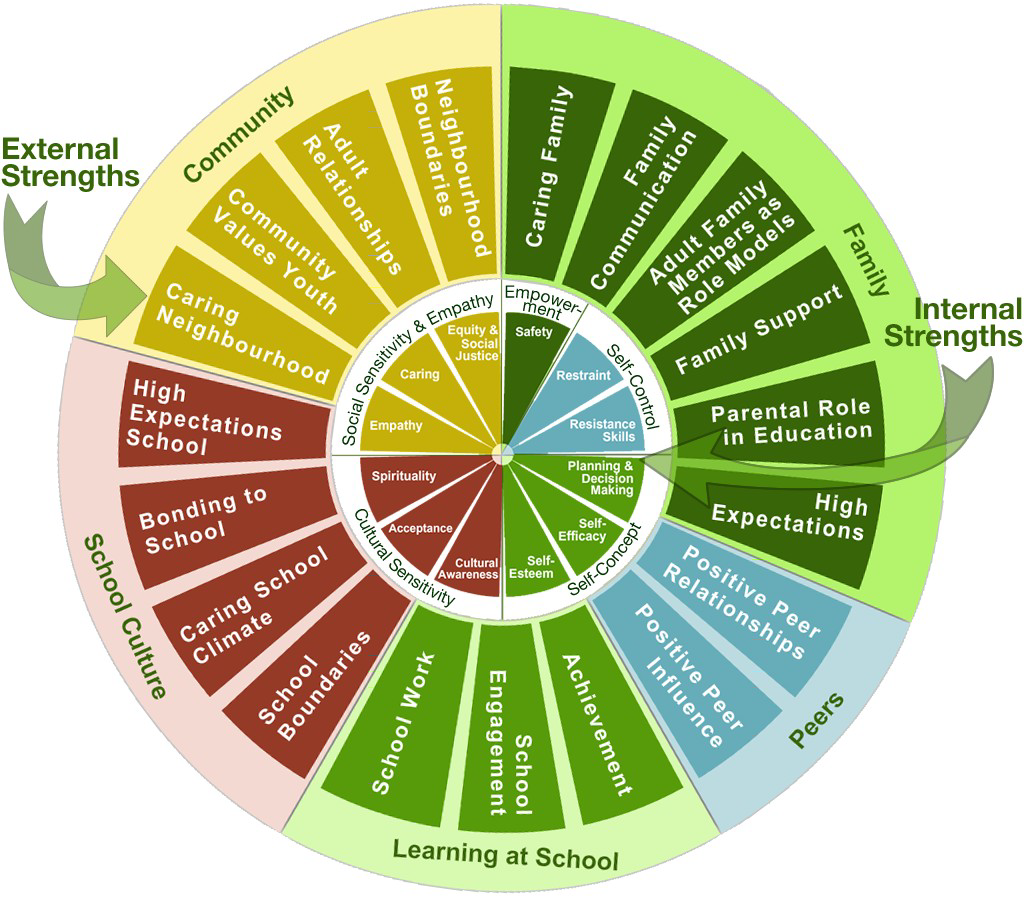 External
Strengths
Internal
Strengths
Community
Caring
Neighbourhood
Community
Values Youth
Adult
Relationships
Neighbourhood
Boundaries
Family
Caring Family
Family
Communication
Adult Family
Members as
Role Models
Family Support
Parental Role
in Education
High
Expectations
Peers
Positive Peer
Relationships
Positive Peer
Influence
Learning at School
Achievement
School
Engagement
School Work
School Culture
School
Boundaries
Caring School
Climate
Bonding to
School
High
Expectations
School
Social Sensitivity & Empathy
Empathy
Caring
Equity &
Social
Justice
Empower-
ment
Safety
Self-Control
Restraint
Resistance
Skills
Self-Concept
Planning &
Decision
Making
Self-
Efficacy
Self-
Esteem
Cultural Sensitivity
Cultural
Awareness
Acceptance
Spirituality